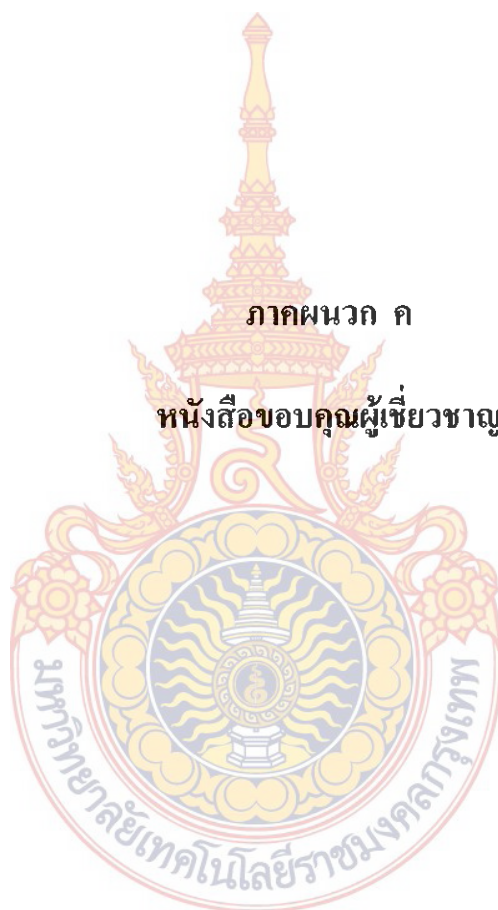 ภาคผนวก ค
หนังสือขอบคุณผู้เชี่ยวชาญ
มหาวิทยาลัยเทคโนโลยีราชมงคลกรุงเทพ